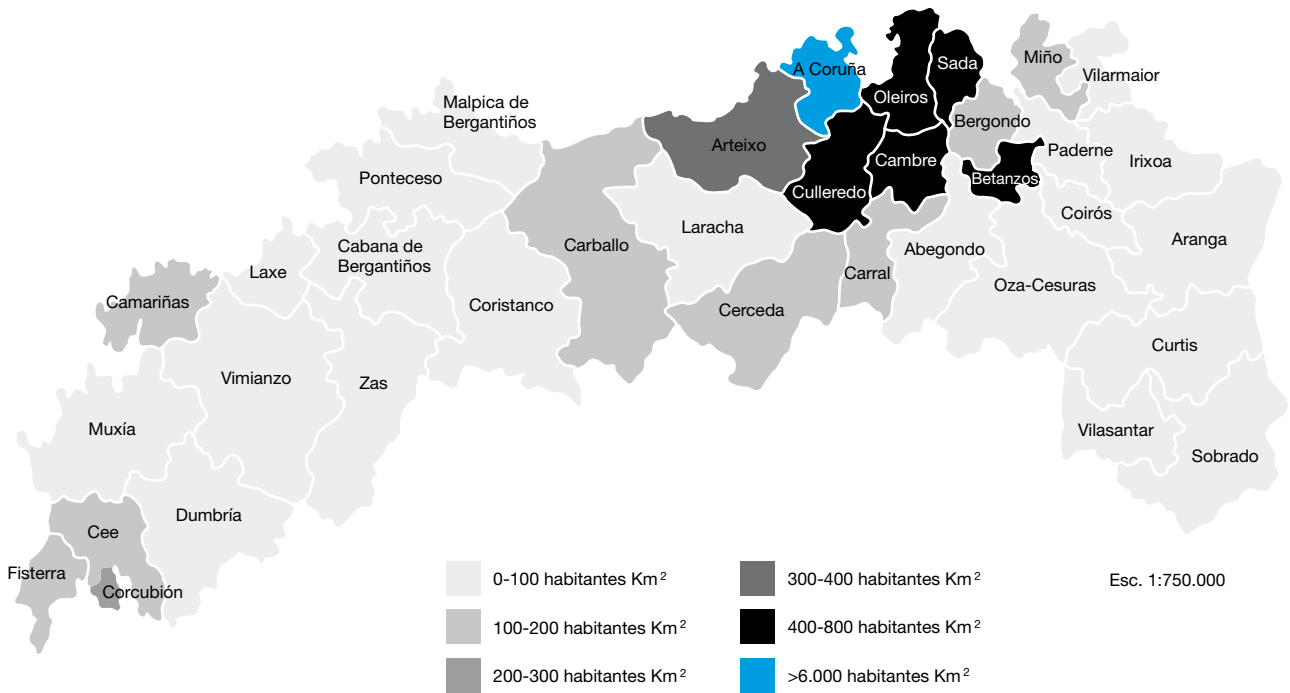 A Coruña
Sada
Miño
Vilarmaior
Oleiros
Malpica de
Bergantiños
Bergondo
Arteixo
Paderne
Irixoa
Cambre
Ponteceso
Betanzos
Culleredo
Coirós
Laracha
Aranga
Cabana de
Bergantiños
Carballo
Abegondo
Laxe
Carral
Oza-Cesuras
Camariñas
Coristanco
Cerceda
Curtis
Vimianzo
Zas
Muxía
Vilasantar
Sobrado
Dumbría
Cee
Fisterra
Corcubión
0-100 habitantes Km²
100-200 habitantes Km²
200-300 habitantes Km²
300-400 habitantes Km²
400-800 habitantes Km²
>6.000 habitantes Km²
Esc. 1:750.000